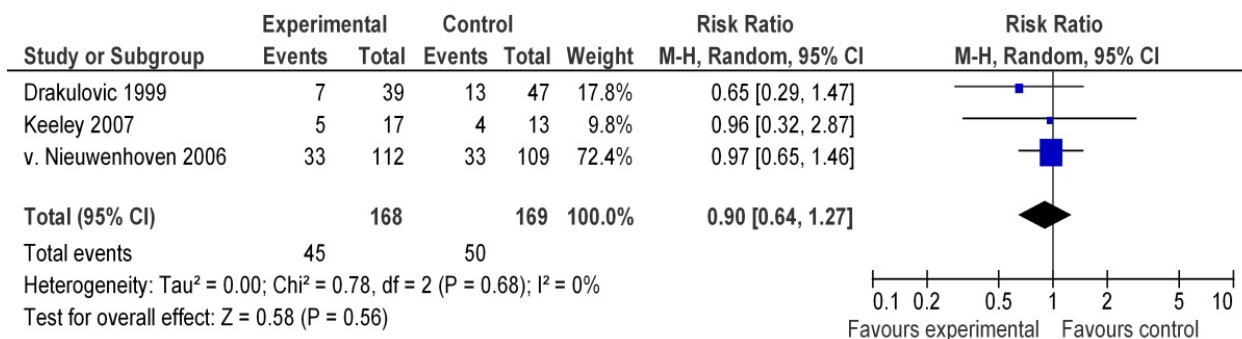 Experimental Control Risk Ratio Risk Ratio
Study or Subgroup Events Total Events Total Weight M-H, Random, 95% CI M-H, Random, 95% CI
Drakulovic 1999 7 39 13 47 17.8% 0.65 [0.29, 1.47]
Keeley 2007 5 17 4 13 9.8% 0.96 [0.32, 2.87]
v. Nieuwenhoven 2006 33 112 33 109 72.4% 0.97 [0.65, 1.46]
Total (95% CI) 168 169 100.0% 0.90 [0.64, 1.27]
Total events 45 50
Heterogeneity: Tau² = 0.00; Chi² = 0.78, df = 2 (P = 0.68); I² = 0%
Test for overall effect: Z = 0.58 (P = 0.56)
0.1 0.2 0.5 1 2 5 10
Favours experimental Favours control